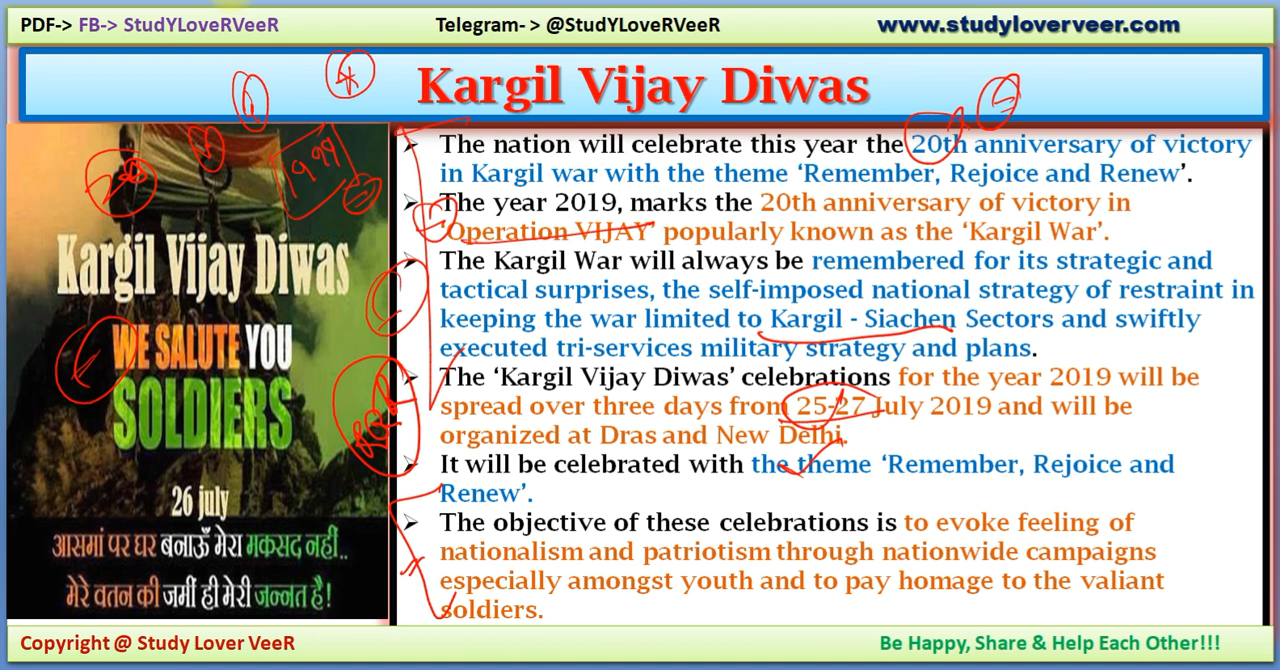 PDF-> FB-> StudYLoveRVeeR
Telegram- > @StudYLoveRVeeR
www.studyloverveer.com
Kargil Vijay Diwas
1999
Kargil Vijay Diwas
WE SALUTE YOU
SOLDIERS
26 july
आसमां पर घर बनाऊँ मेरा मकसद नहीं..
मेरे वतन की जमीं ही मेरी जन्नत है!
➢ The nation will celebrate this year the 20th anniversary of victory
in Kargil war with the theme ‘Remember, Rejoice and Renew’.
➢ The year 2019, marks the 20th anniversary of victory in
‘Operation VIJAY’ popularly known as the ‘Kargil War’.
➢ The Kargil War will always be remembered for its strategic and
tactical surprises, the self-imposed national strategy of restraint in
keeping the war limited to Kargil - Siachen Sectors and swiftly
executed tri-services military strategy and plans.
➢ The ‘Kargil Vijay Diwas’ celebrations for the year 2019 will be
spread over three days from 25-27 July 2019 and will be
organized at Dras and New Delhi.
➢ It will be celebrated with the theme ‘Remember, Rejoice and
Renew’.
➢ The objective of these celebrations is to evoke feeling of
nationalism and patriotism through nationwide campaigns
especially amongst youth and to pay homage to the valiant
soldiers.
Copyright @ Study Lover VeeR
Be Happy, Share & Help Each Other!!!